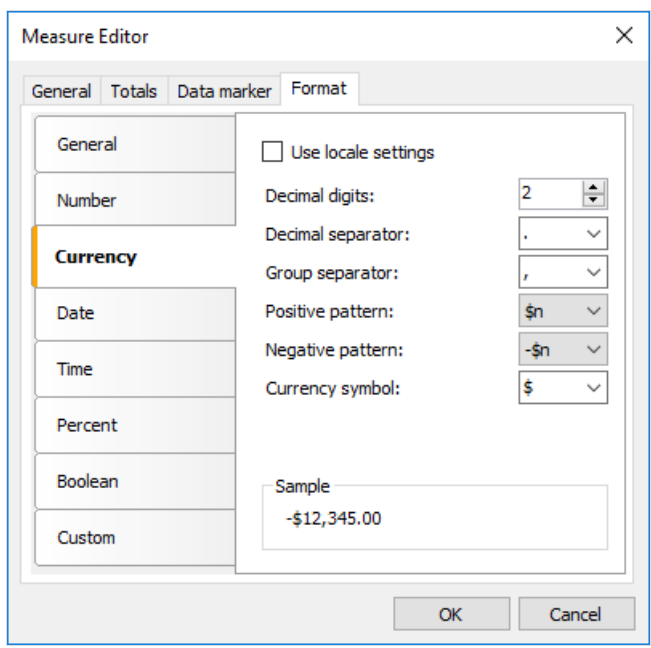 Measure Editor
General Totals Data marker Format
General
Number
Currency
Date
Time
Percent
Boolean
Custom
Use locale settings
Decimal digits: 2
Decimal separator: .
Group separator: ,
Positive pattern: $n
Negative pattern: -$n
Currency symbol: $
Sample
-$12,345.00
OK Cancel